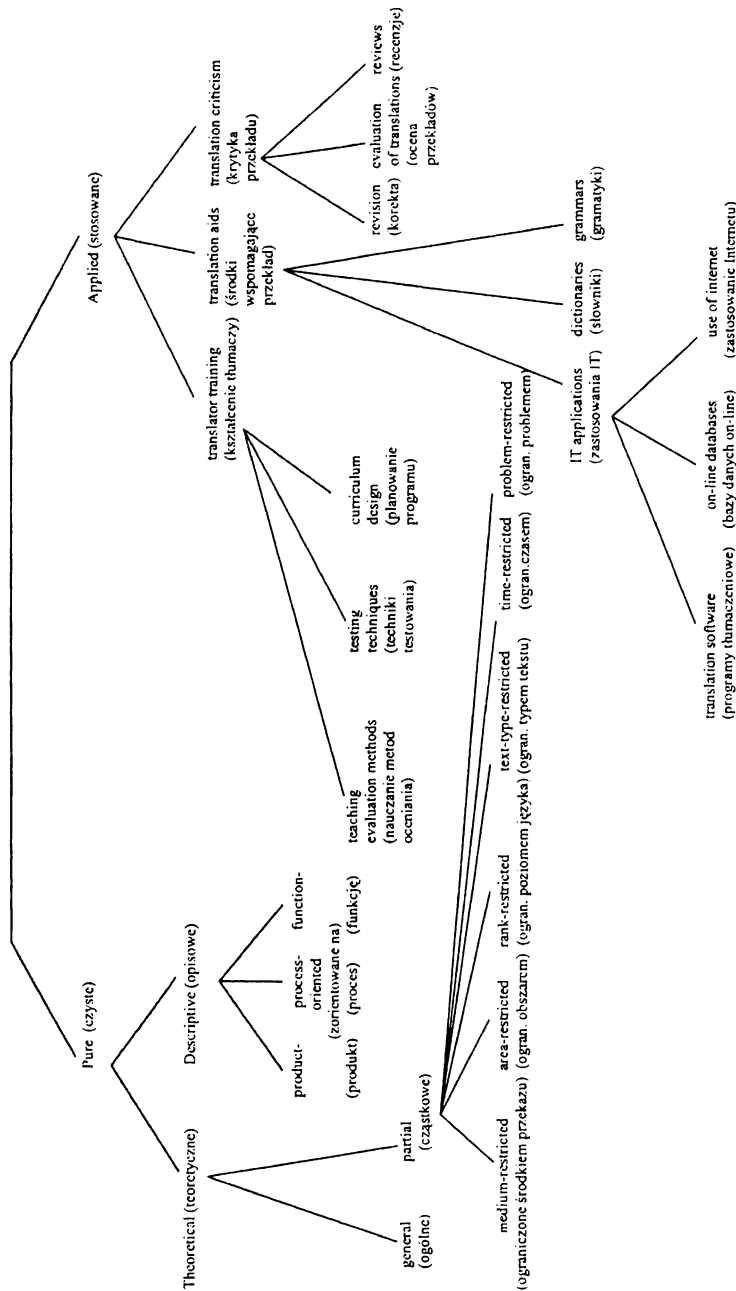 Pure (czyste)
Applied (stosowane)
Theoretical (teoretyczne)
Descriptive (opisowe)
translator training
(kształcenie tłumaczy)
translation aids
(środki
wspomagające
przekład)
translation criticism
(krytyka
przekładu)
product-
process-
function-
oriented
(zorientowane na)
(produkt)
(proces)
(funkcję)
general
(ogólne)
partial
(cząstkowe)
teaching
evaluation methods
(nauczanie metod
oceniania)
testing
techniques
(techniki
testowania)
curriculum
design
(planowanie
programu)
revision
(korekta)
evaluation
of translations
(ocena
przekładów)
reviews
(recenzje)
medium-restricted
(ograniczone środkiem przekazu)
area-restricted
(ogran. obszarem)
rank-restricted
(ogran. poziomem języka)
text-type-restricted
(ogran. typem tekstu)
time-restricted
(ogran.czasem)
problem-restricted
(ogran. problemem)
IT applications
(zastosowania IT)
dictionaries
(słowniki)
grammars
(gramatyki)
translation software
(programy tłumaczeniowe)
on-line databases
(bazy danych on-line)
use of internet
(zastosowanie Internetu)